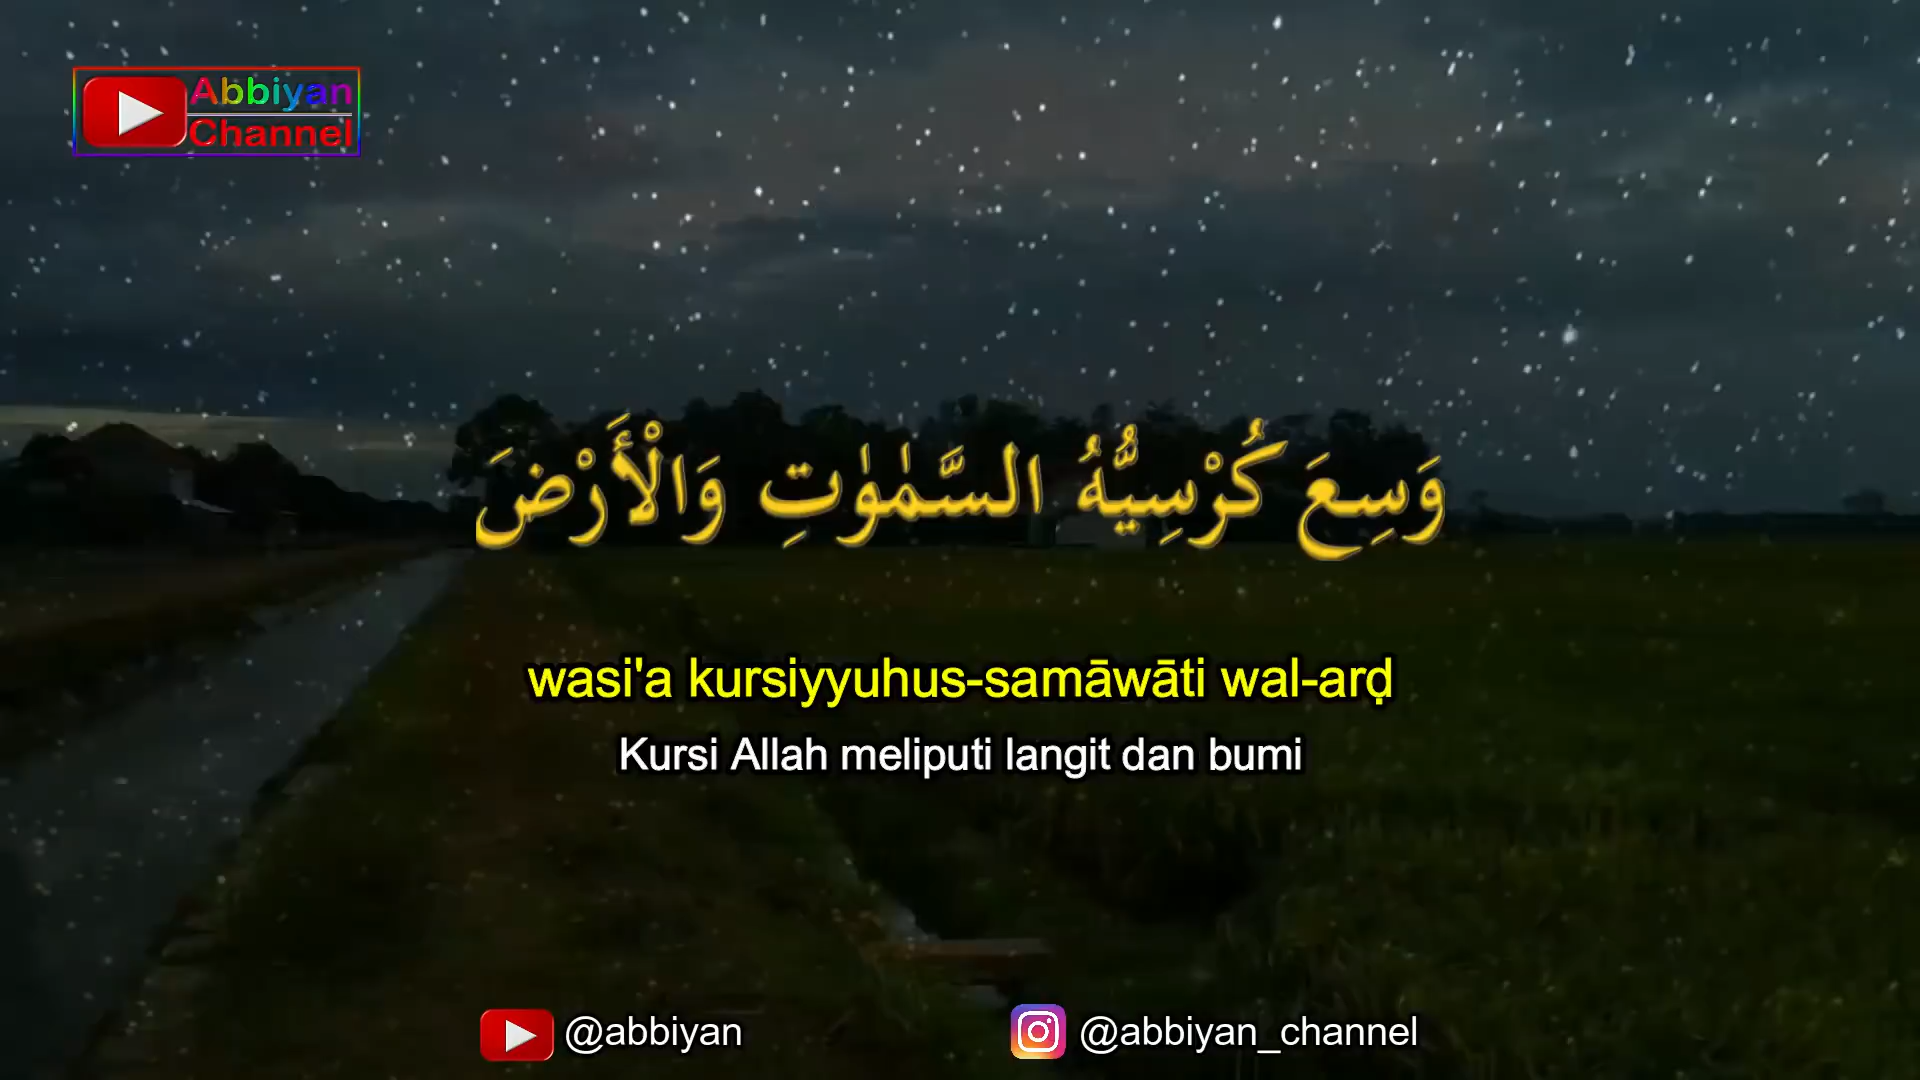 Abbiyan
Channel
وَسِعَ كُرْسِيُّهُ السَّمٰوٰتِ وَالْأَرْضَ
wasi'a kursiyyuhus-samāwāti wal-arḍ
Kursi Allah meliputi langit dan bumi
@abbiyan
@abbiyan_channel